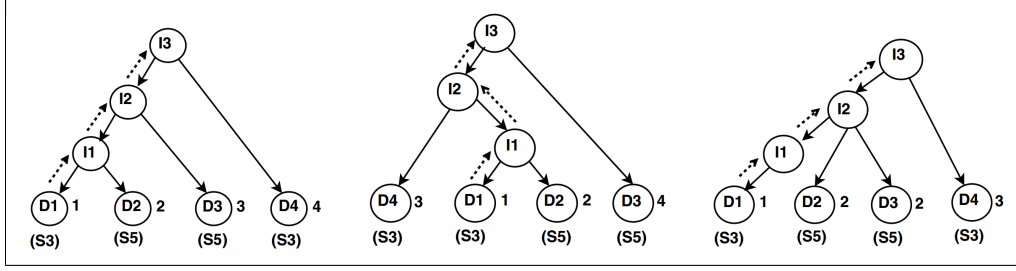 I3
I2
I1
D1 1 D2 2 D3 3 D4 4
(S3) (S5) (S5) (S3)
I3
I2
I1
D4 3 D1 1 D2 2 D3 4
(S3) (S3) (S5) (S5)
I3
I2
I1
D1 1 D2 2 D3 2 D4 3
(S3) (S5) (S5) (S3)